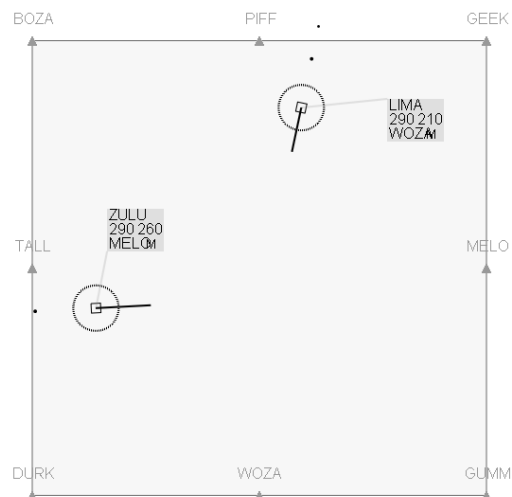 BOZA PIFF GEEK
LIMA
290 210
WOZA M
ZULU
290 260
MELO M
TALL MELO
DURK WOZA GUMM